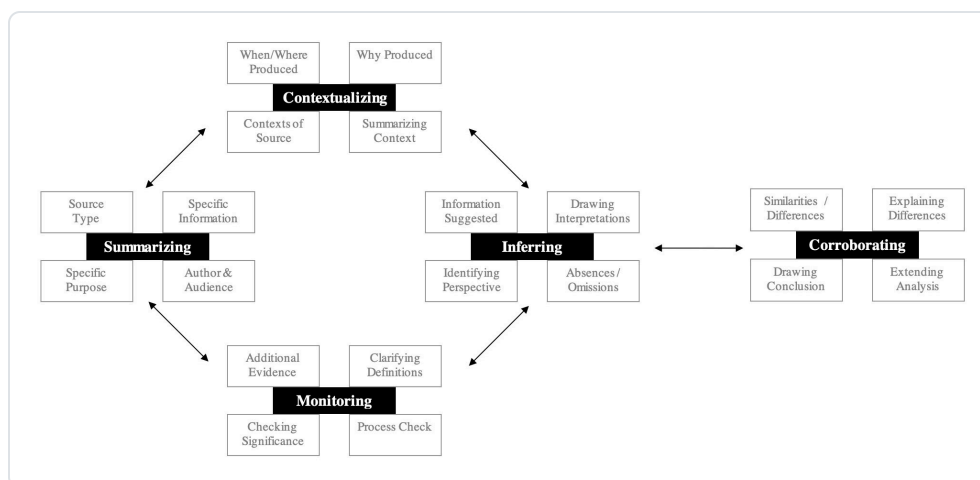 When/Where
Produced
Why Produced
Contextualizing
Contexts of
Source
Summarizing
Context
Source
Type
Specific
Information
Summarizing
Specific
Purpose
Author &
Audience
Information
Suggested
Drawing
Interpretations
Inferring
Identifying
Perspective
Absences /
Omissions
Similarities /
Differences
Explaining
Differences
Corroborating
Drawing
Conclusion
Extending
Analysis
Additional
Evidence
Clarifying
Definitions
Monitoring
Checking
Significance
Process Check